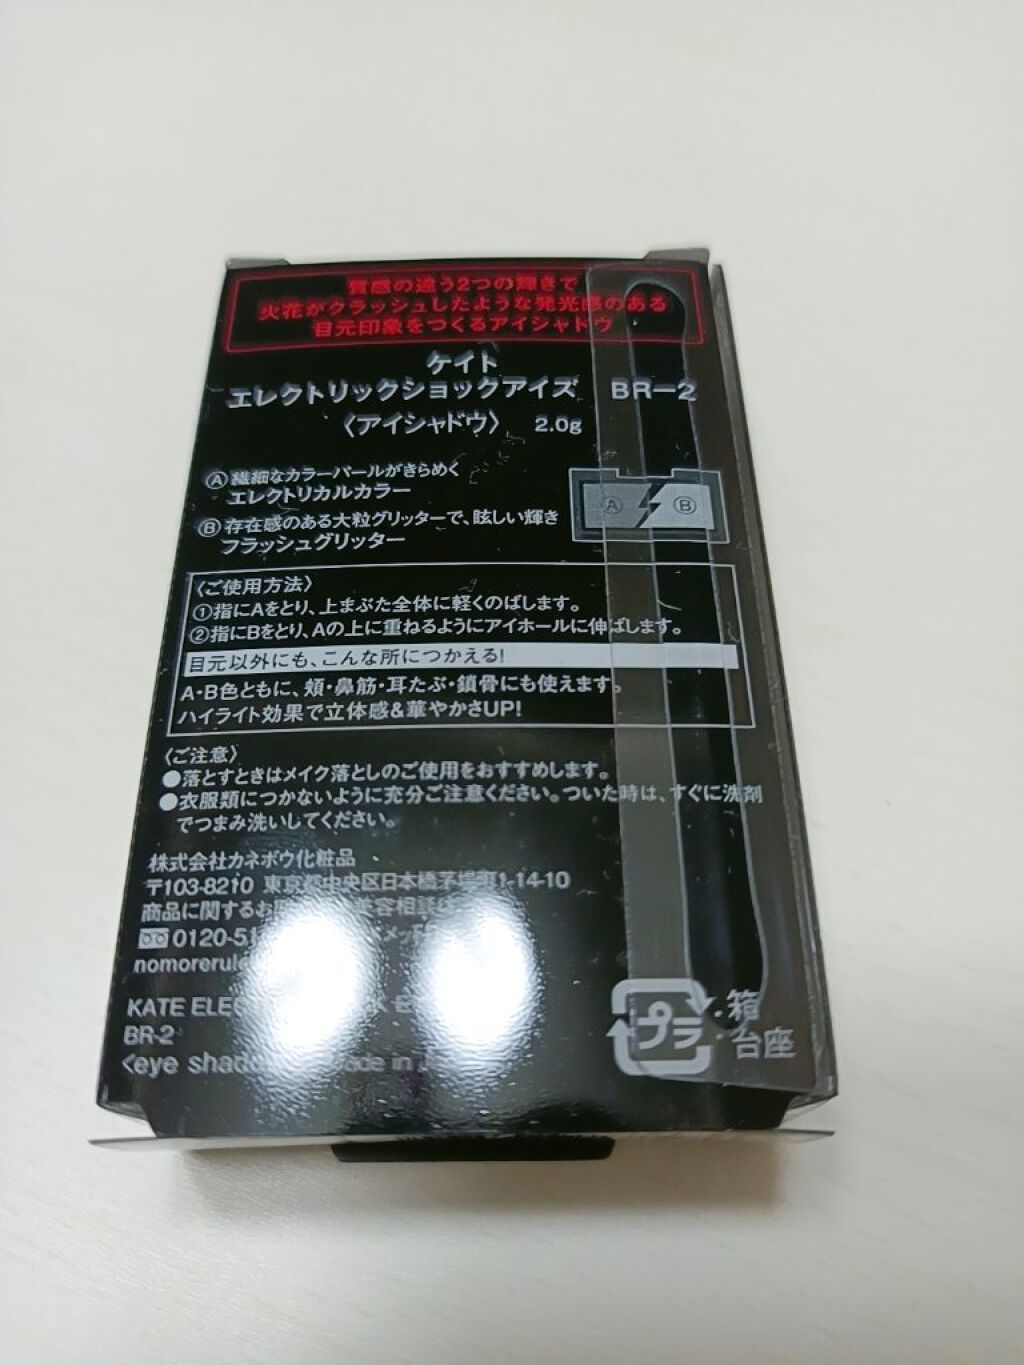 質感の違う2つの輝きで
火花がクラッシュしたような発光感のある
目元印象をつくるアイシャドウ
ケイト
エレクトリックショックアイズ BR-2
〈アイシャドウ〉 2.0g
Ⓐ繊細なカラーパールがきらめく
エレクトリカルカラー
Ⓑ存在感のある大粒グリッターで、眩しい輝き
フラッシュグリッター
Ⓐ Ⓑ
〈ご使用方法〉
①指にAをとり、上まぶた全体に軽くのばします。
②指にBをとり、Aの上に重ねるようにアイホールに伸ばします。
目元以外にも、こんな所につかえる!
A・B色ともに、頬・鼻筋・耳たぶ・鎖骨にも使えます。
ハイライト効果で立体感&華やかさUP!
〈ご注意〉
●落とすときはメイク落としのご使用をおすすめします。
●衣服類につかないように充分ご注意ください。ついた時は、すぐに洗剤
でつまみ洗いしてください。
株式会社カネボウ化粧品
〒103-8210 東京都中央区日本橋茅場町1-14-10
商品に関するお 美容相談は
0120-51
KATE
BR-2
<eye made in
プラ 箱
台座